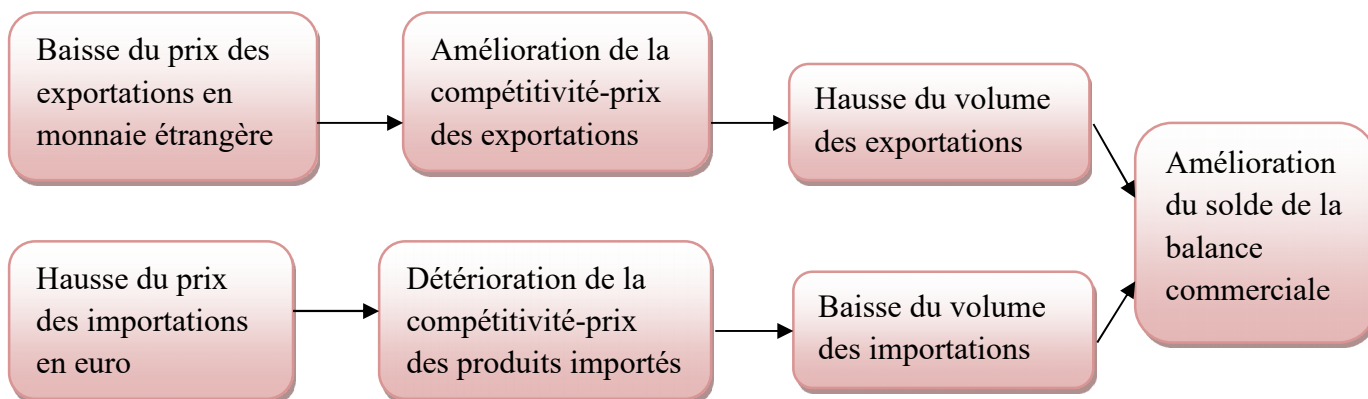 Baisse du prix des
exportations en
monnaie étrangère
Amélioration de la
compétitivité-prix
des exportations
Hausse du volume
des exportations
Amélioration
du solde de la
balance
commerciale
Hausse du prix
des importations
en euro
Détérioration de la
compétitivité-prix
des produits importés
Baisse du volume
des importations